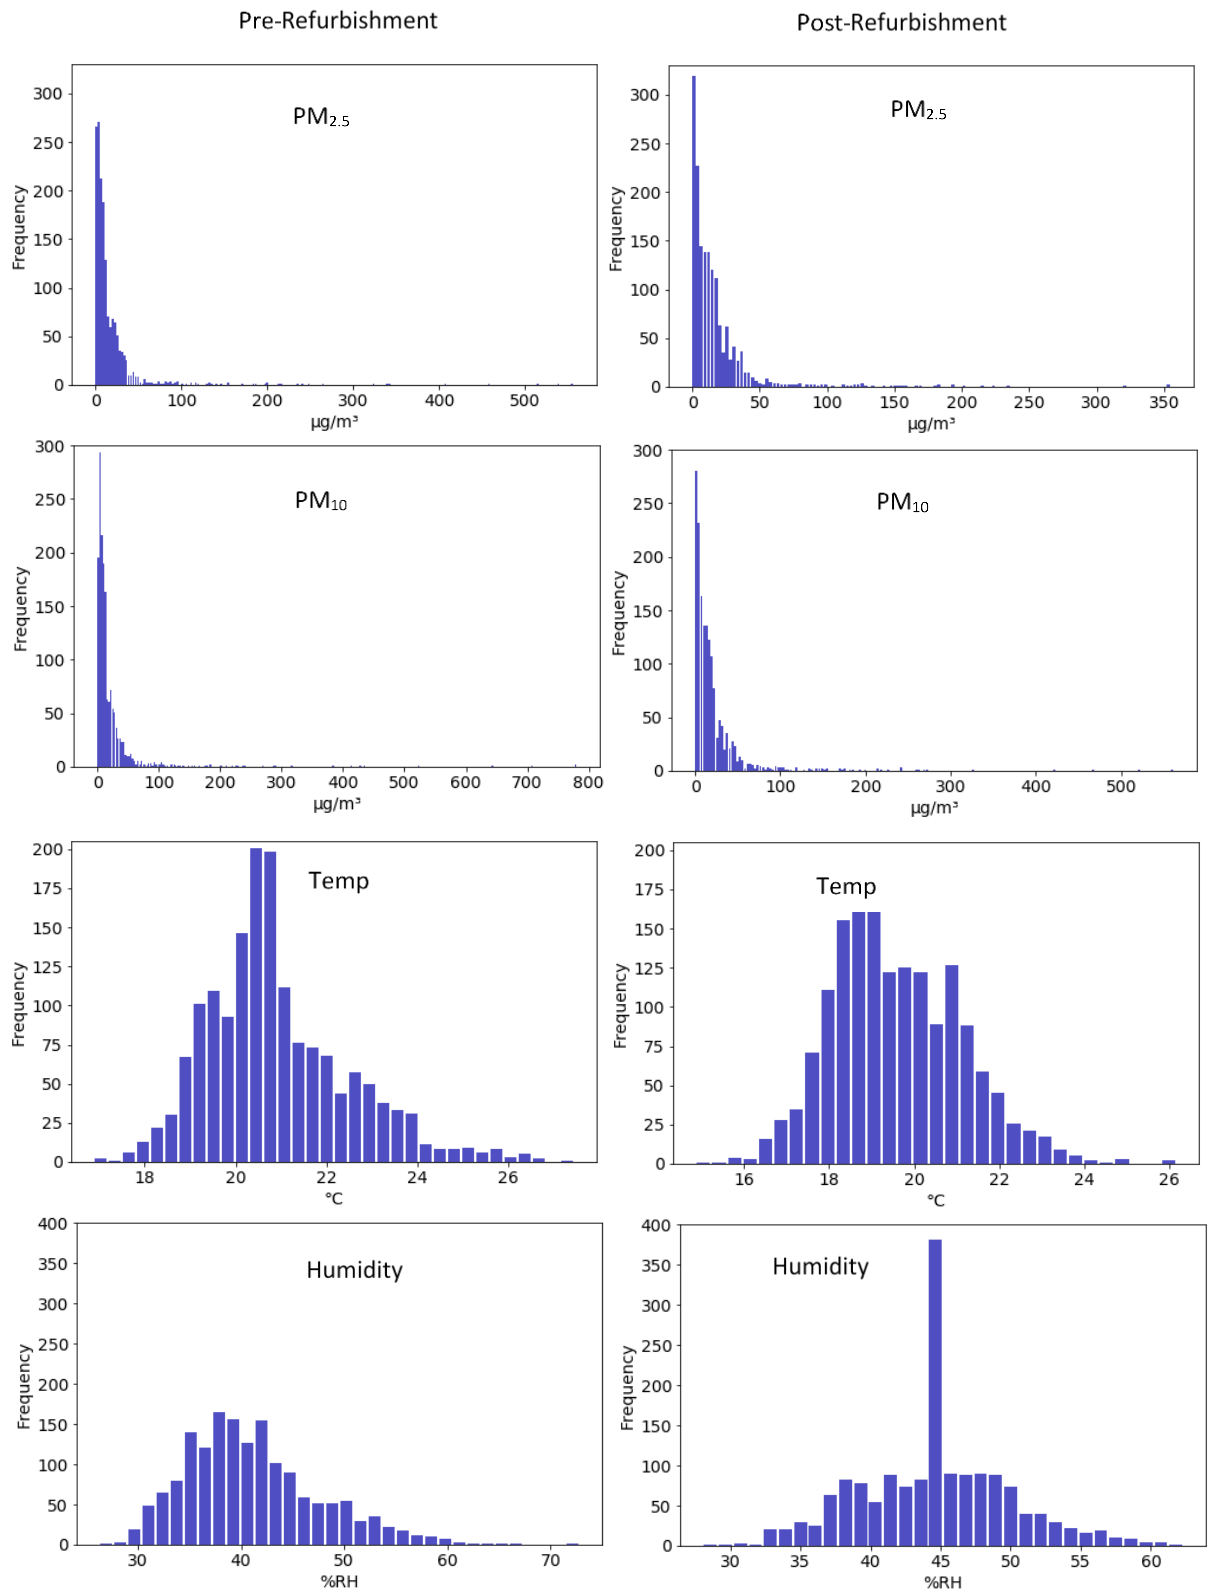 Pre-Refurbishment
Post-Refurbishment
PM2.5
Frequency
300
250
200
150
100
50
0
0 100 200 300 400 500
µg/m³
PM2.5
Frequency
300
250
200
150
100
50
0
0 50 100 150 200 250 300 350
µg/m³
PM10
Frequency
300
250
200
150
100
50
0
0 100 200 300 400 500 600 700 800
µg/m³
PM10
Frequency
300
250
200
150
100
50
0
0 100 200 300 400 500
µg/m³
Temp
Frequency
200
175
150
125
100
75
50
25
0
18 20 22 24 26
°C
Temp
Frequency
200
175
150
125
100
75
50
25
0
16 18 20 22 24 26
°C
Humidity
Frequency
400
350
300
250
200
150
100
50
0
30 40 50 60 70
%RH
Humidity
Frequency
400
350
300
250
200
150
100
50
0
30 35 40 45 50 55 60
%RH